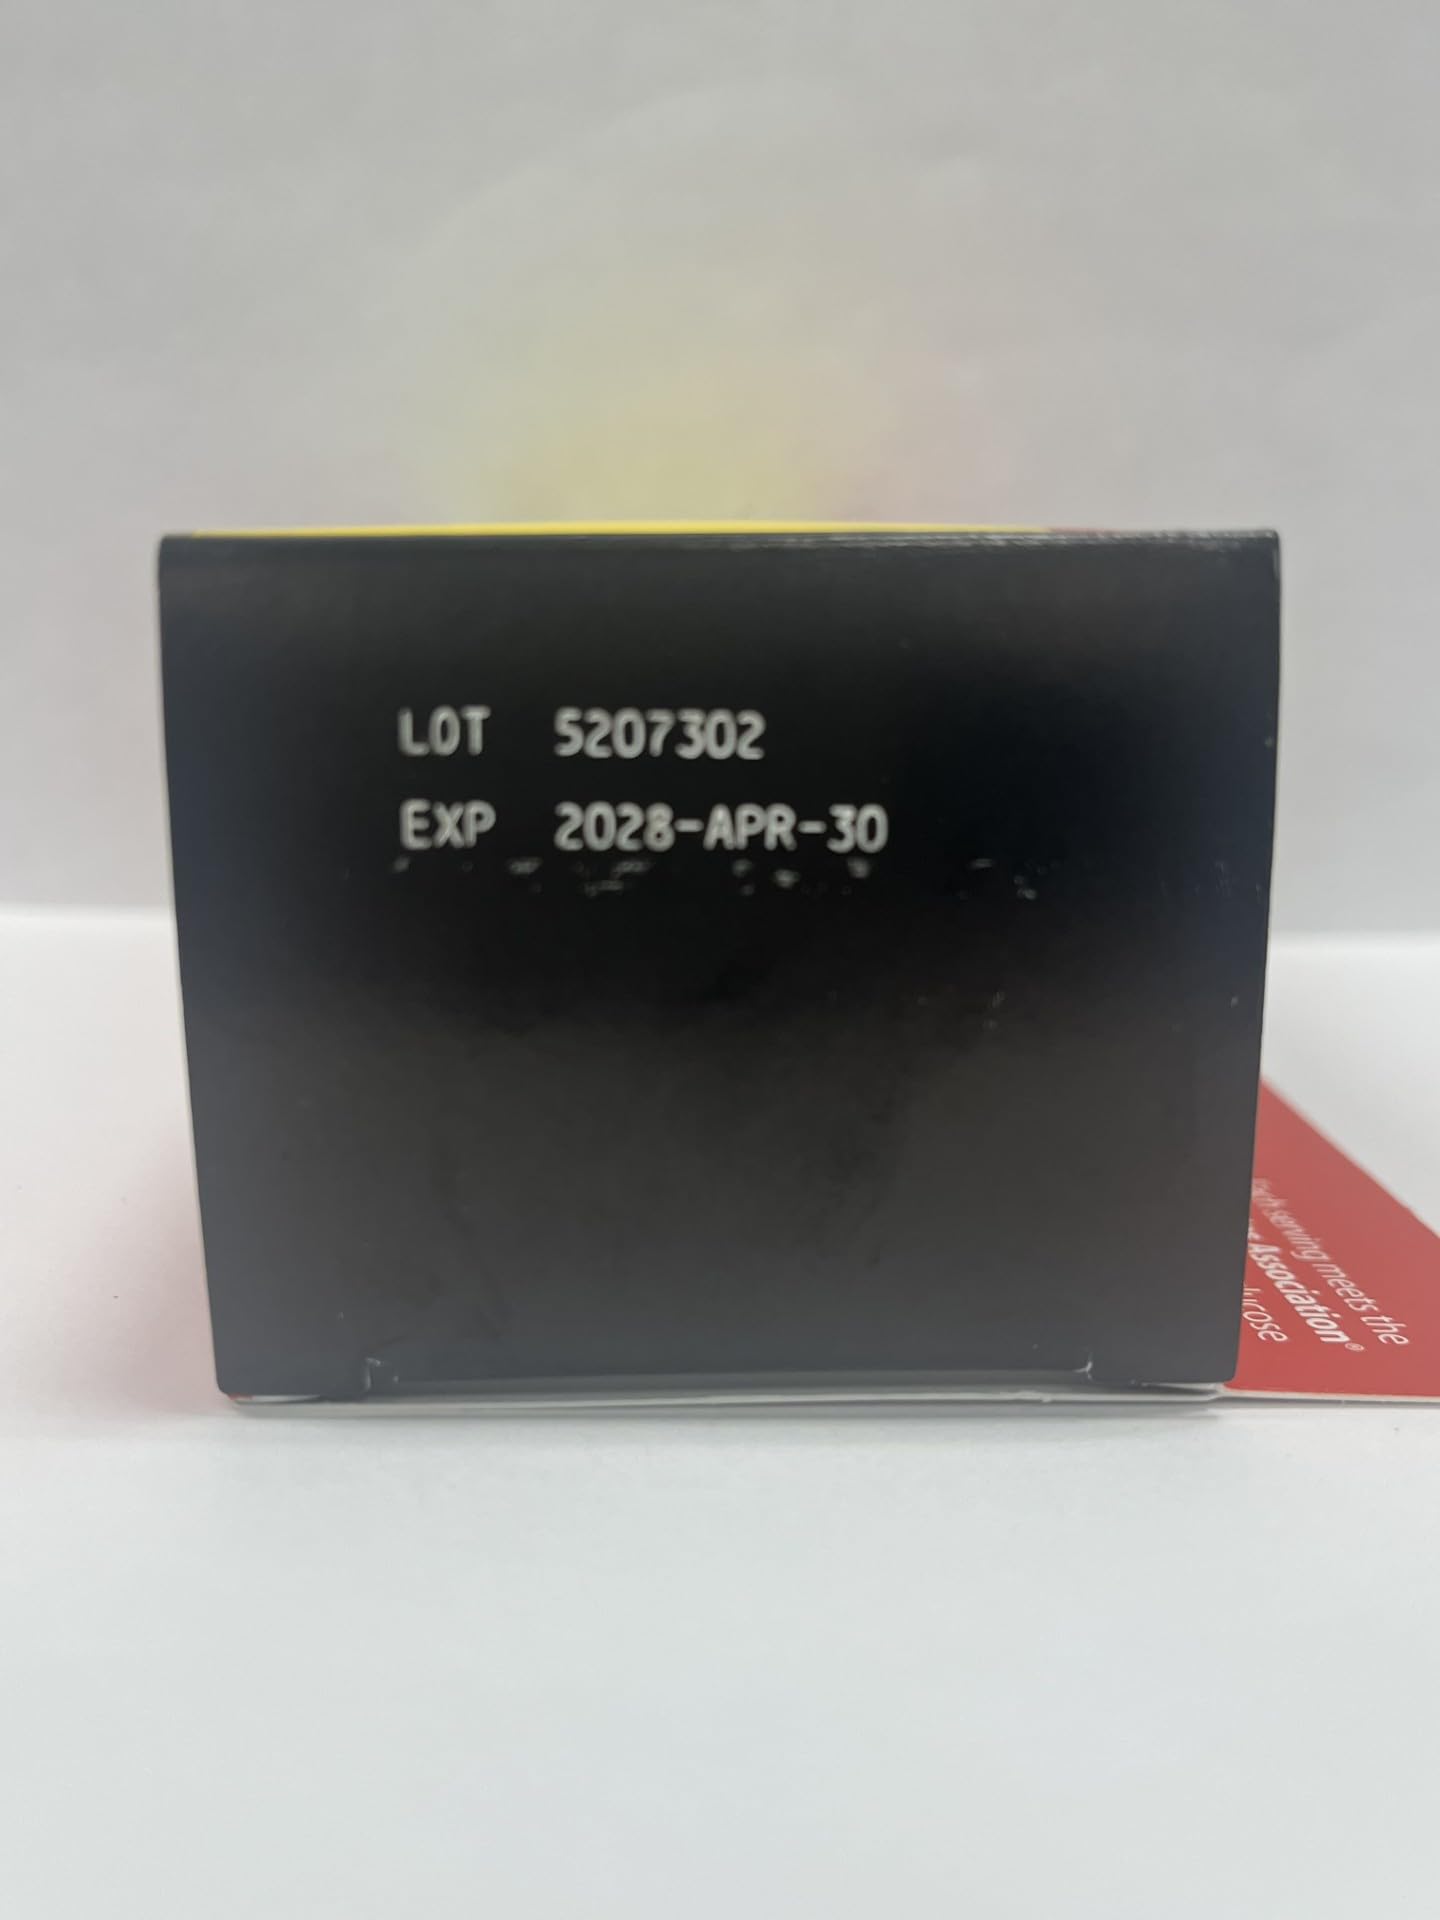 LOT 5207302
EXP 2028-APR-30
serving meets the
Association®